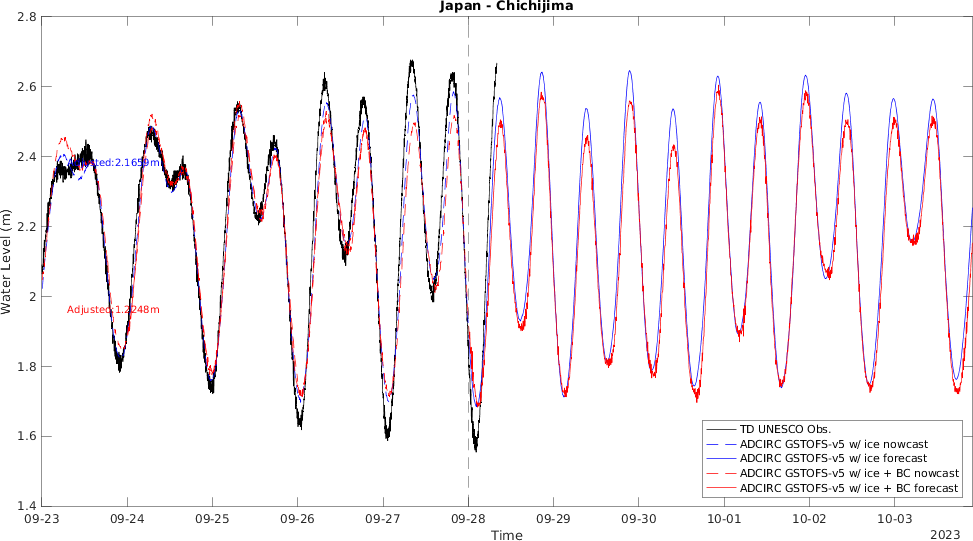 Japan - Chichijima
2.8
2.6
2.4
2.2
2
1.8
1.6
1.4
Water Level (m)
Adjusted:2.1659m
Adjusted:1.2248m
TD UNESCO Obs.
ADCIRC GSTOFS-v5 w/ ice nowcast
ADCIRC GSTOFS-v5 w/ ice forecast
ADCIRC GSTOFS-v5 w/ ice + BC nowcast
ADCIRC GSTOFS-v5 w/ ice + BC forecast
09-23 09-24 09-25 09-26 09-27 09-28 09-29 09-30 10-01 10-02 10-03
Time
2023